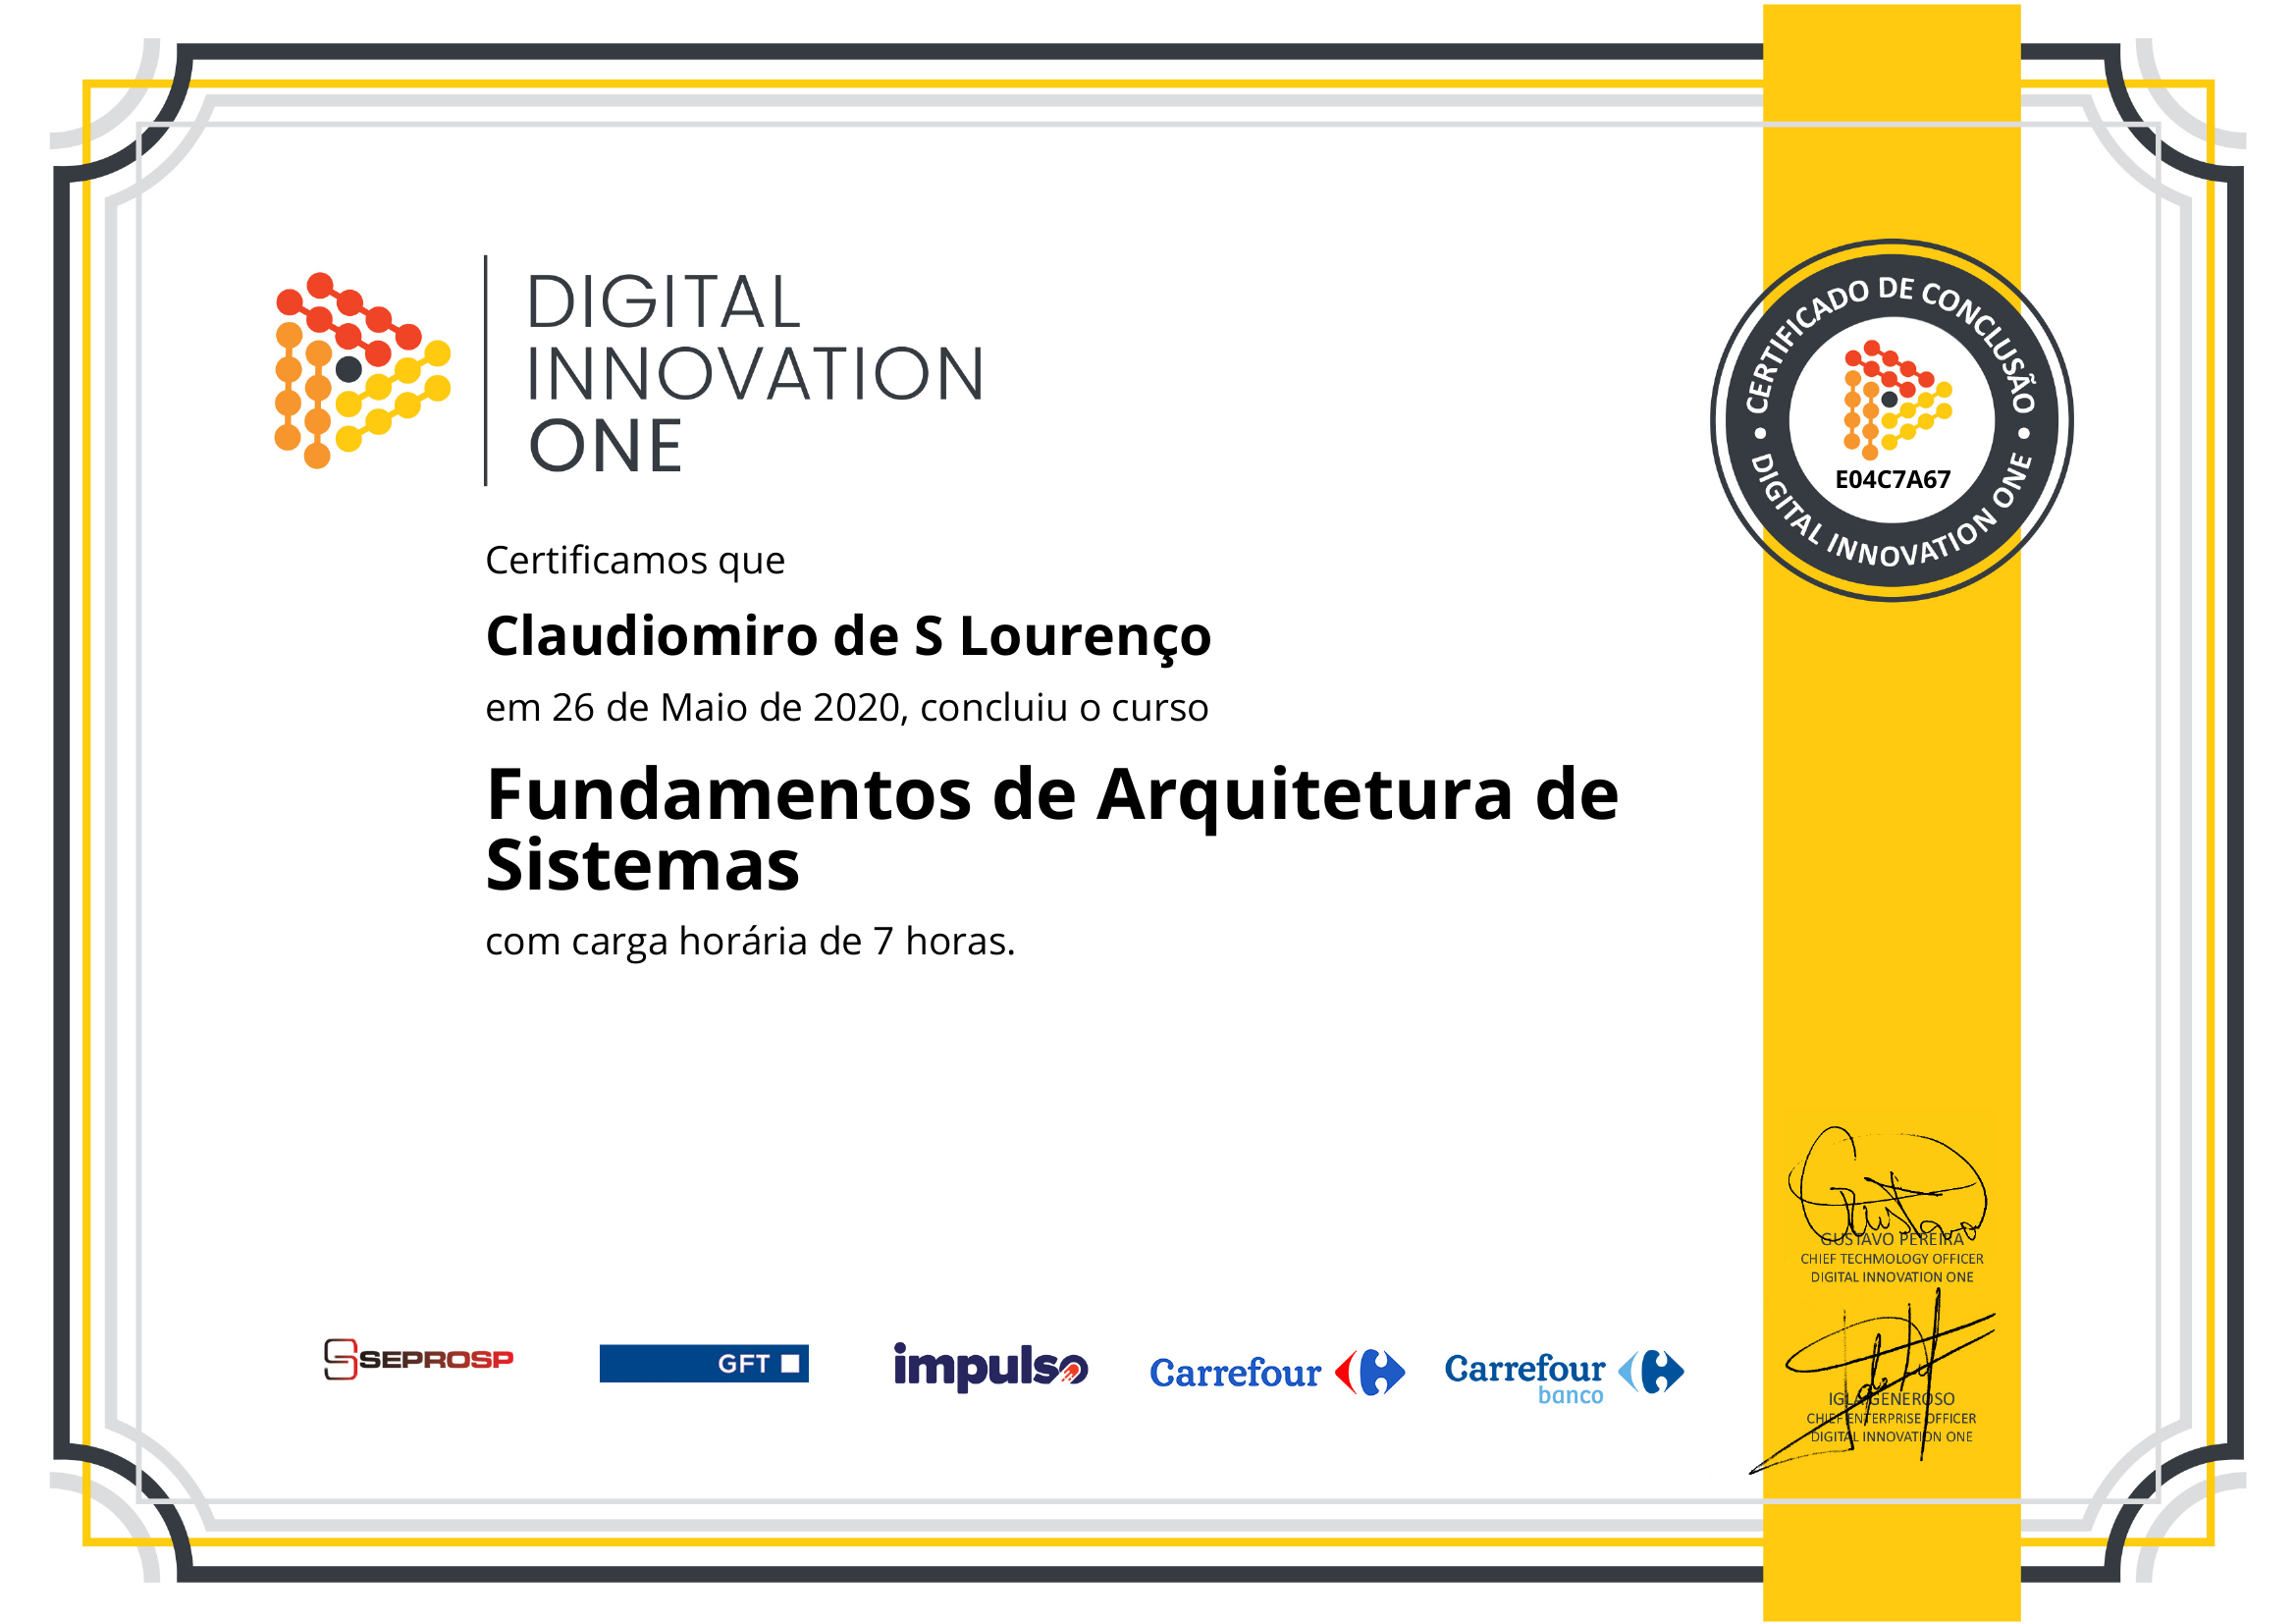 DIGITAL
INNOVATION
ONE
CERTIFICADO DE CONCLUSÃO
E04C7A67
DIGITAL INNOVATION ONE
Certificamos que
Claudiomiro de S Lourenço
em 26 de Maio de 2020, concluiu o curso
Fundamentos de Arquitetura de
Sistemas
com carga horária de 7 horas.
GUSTAVO PEREIRA
CHIEF TECHMOLOGY OFFICER
DIGITAL INNOVATION ONE
IGLA GENEROSO
CHIEF ENTERPRISE OFFICER
DIGITAL INNOVATION ONE
SEPROSP
GFT
impulso
Carrefour
Carrefour
banco